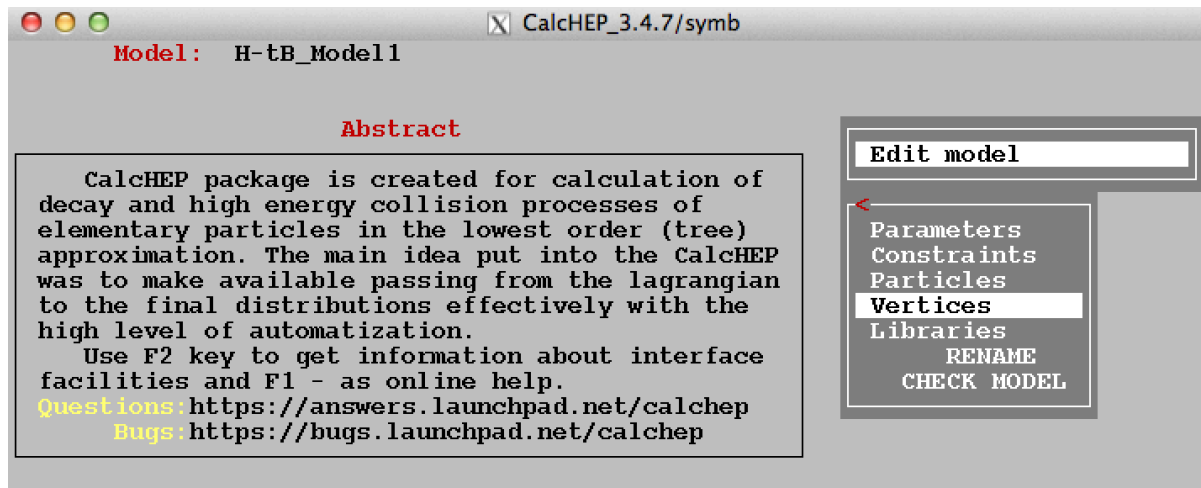 CalcHEP_3.4.7/symb
Model: H-tB_Model1
Abstract
CalcHEP package is created for calculation of
decay and high energy collision processes of
elementary particles in the lowest order (tree)
approximation. The main idea put into the CalcHEP
was to make available passing from the lagrangian
to the final distributions effectively with the
high level of automatization.
Use F2 key to get information about interface
facilities and F1 - as online help.
Questions:https://answers.launchpad.net/calchep
Bugs:https://bugs.launchpad.net/calchep
Edit model
<
Parameters
Constraints
Particles
Vertices
Libraries
RENAME
CHECK MODEL